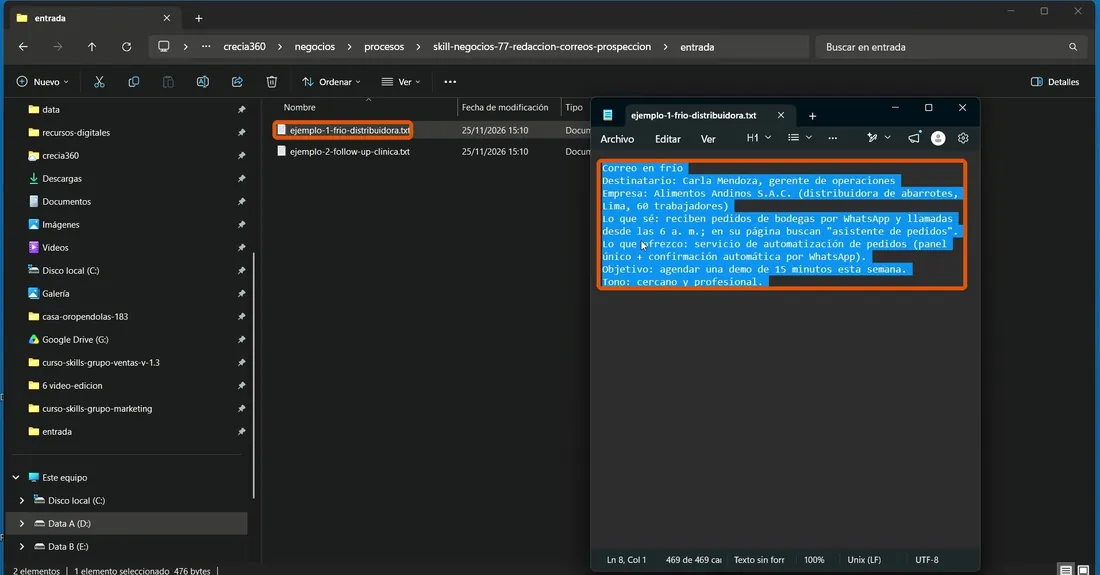 entrada
crecia360 > negocios > procesos > skill-negocios-77-redaccion-correos-prospeccion > entrada
Buscar en entrada
Nuevo
Ordenar
Ver
Detalles
data
recursos-digitales
crecia360
Descargas
Documentos
Imágenes
Videos
Disco local (C:)
Galería
casa-oropendolas-183
Google Drive (G:)
curso-skills-grupo-ventas-v-1.3
6 video-edicion
curso-skills-grupo-marketing
entrada
Este equipo
Disco local (C:)
Data A (D:)
Data B (E:)
2 elementos
1 elemento seleccionado 476 bytes
Nombre
Fecha de modificación
Tipo
ejemplo-1-frio-distribuidora.txt
25/11/2026 15:10
Docum
ejemplo-2-follow-up-clinica.txt
25/11/2026 15:10
Docum
ejemplo-1-frio-distribuidora.txt
Archivo
Editar
Ver
H1
Correo en frío
Destinatario: Carla Mendoza, gerente de operaciones
Empresa: Alimentos Andinos S.A.C. (distribuidora de abarrotes,
Lima, 60 trabajadores)
Lo que sé: reciben pedidos de bodegas por WhatsApp y llamadas
desde las 6 a. m.; en su página buscan "asistente de pedidos".
Lo que ofrezco: servicio de automatización de pedidos (panel
único + confirmación automática por WhatsApp).
Objetivo: agendar una demo de 15 minutos esta semana.
Tono: cercano y profesional.
Ln 8, Col 1
469 de 469 car
Texto sin forr
100%
Unix (LF)
UTF-8